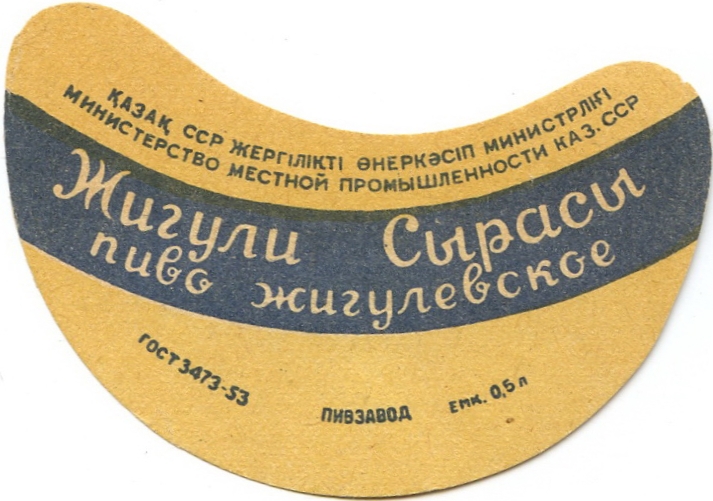 ҚАЗАҚ ССР ЖЕРГІЛІКТІ ӨНЕРКӘСІП МИНИСТРЛІҒІ
МИНИСТЕРСТВО МЕСТНОЙ ПРОМЫШЛЕННОСТИ КАЗ. ССР
Жигули Сырасы
пиво жигулевское
ГОСТ 3473-53
ПИВЗАВОД
Емк. 0,5 л